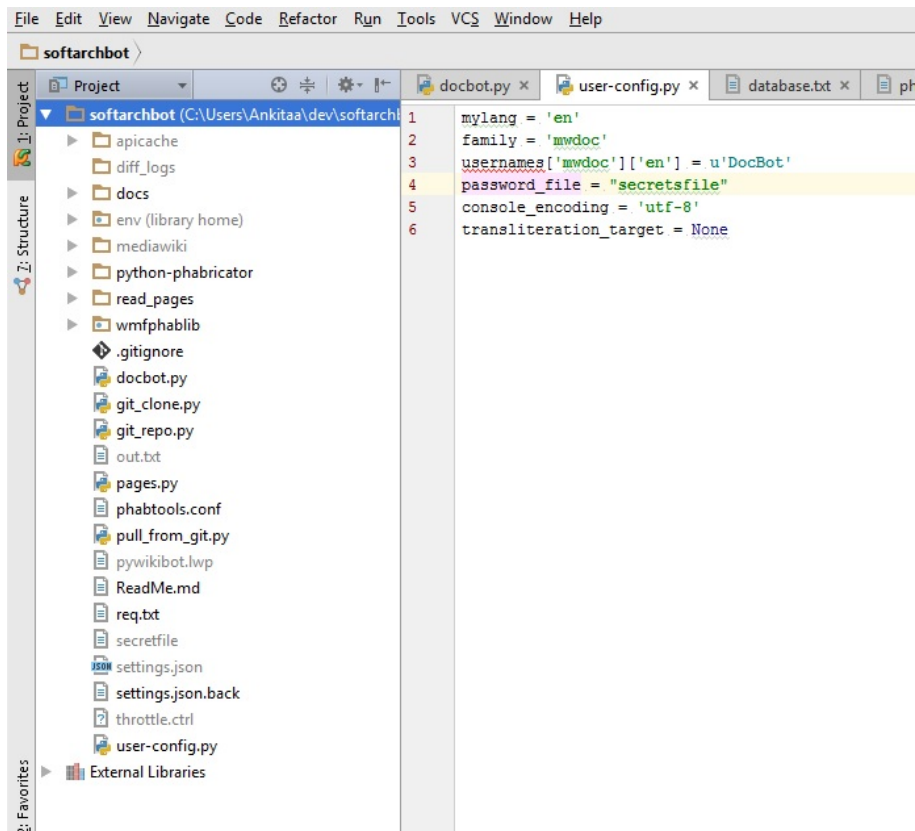 File Edit View Navigate Code Refactor Run Tools VCS Window Help
softarchbot
1: Project
7: Structure
2: Favorites
Project
softarchbot (C:\Users\Ankitaa\dev\softarchb
apicache
diff_logs
docs
env (library home)
mediawiki
python-phabricator
read_pages
wmfphablib
.gitignore
docbot.py
git_clone.py
git_repo.py
out.txt
pages.py
phabtools.conf
pull_from_git.py
pywikibot.lwp
ReadMe.md
req.txt
secretfile
JSON settings.json
settings.json.back
throttle.ctrl
user-config.py
External Libraries
docbot.py × user-config.py × database.txt × ph
1 mylang = 'en'
2 family = 'mwdoc'
3 usernames['mwdoc']['en'] = u'DocBot'
4 password_file = "secretsfile"
5 console_encoding = 'utf-8'
6 transliteration_target = None